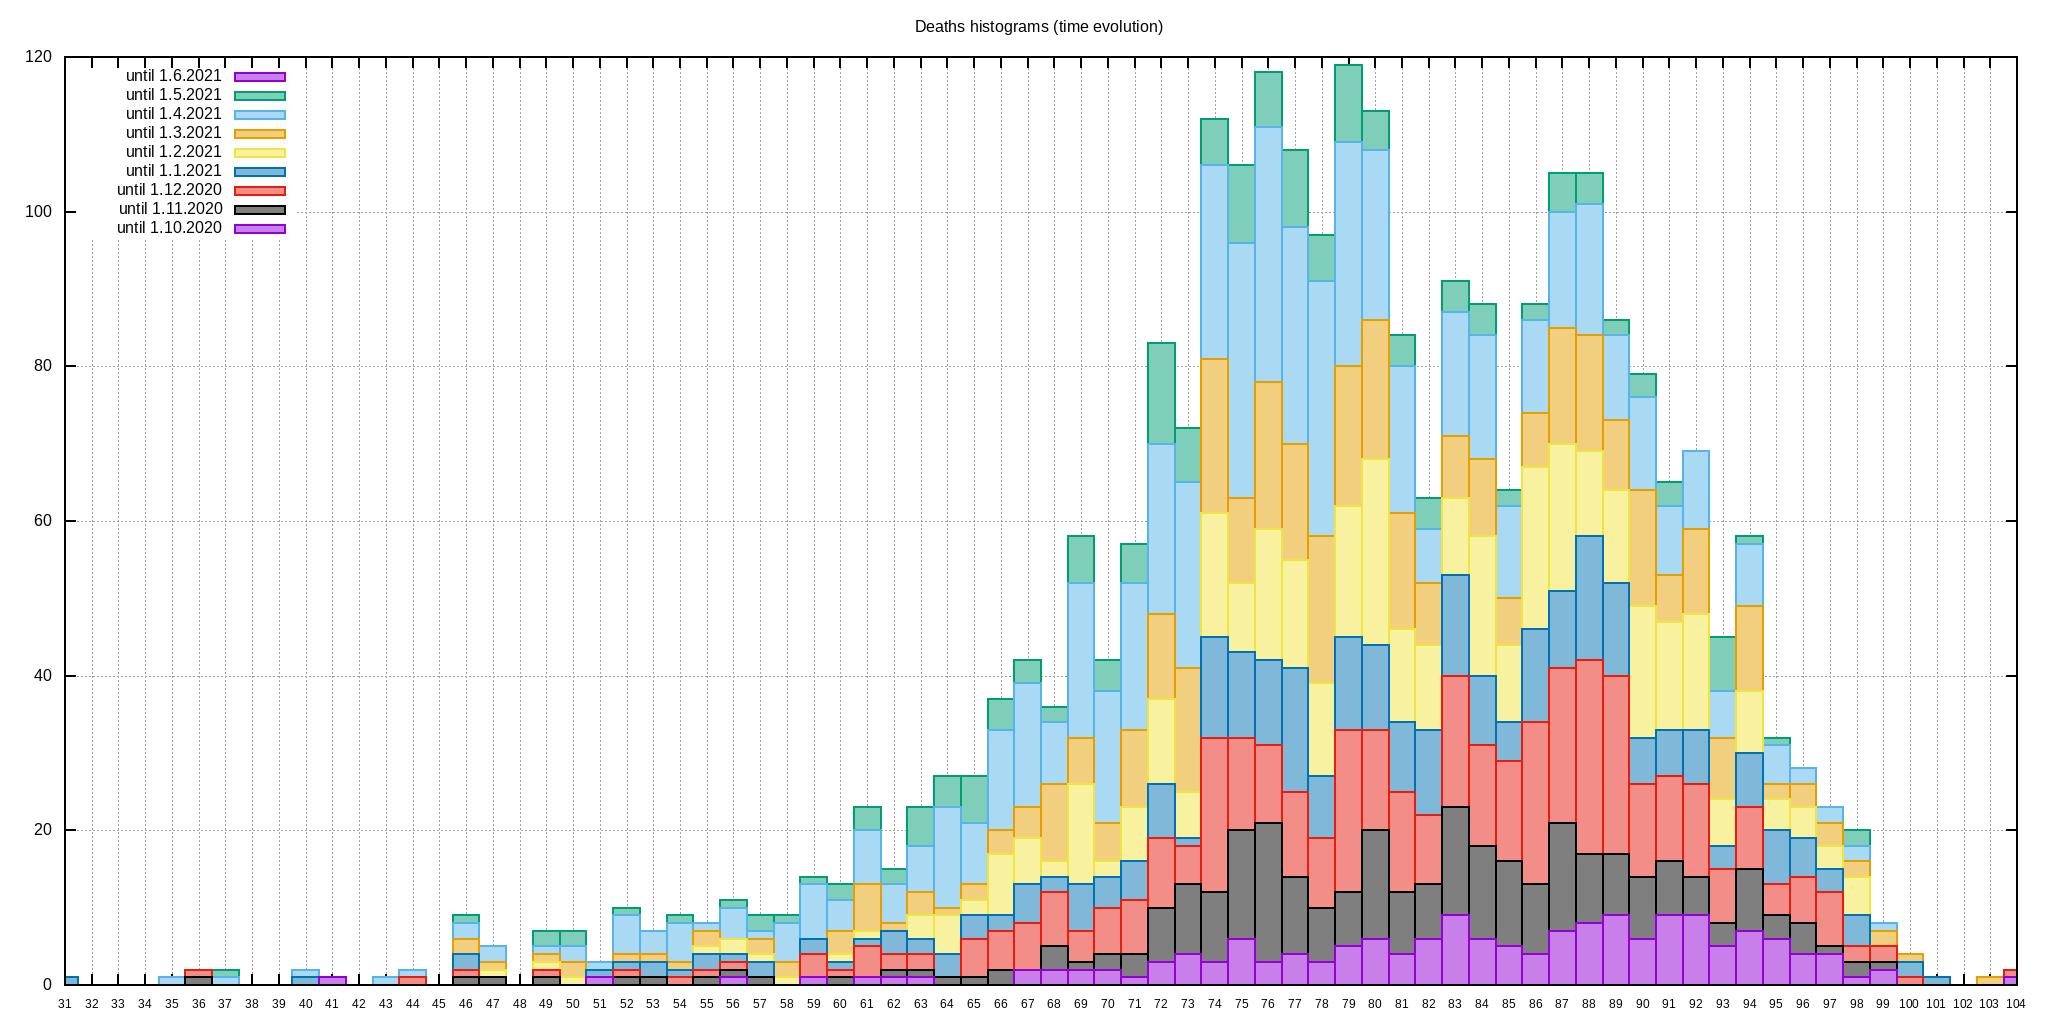 Deaths histograms (time evolution)
120
100
80
60
40
20
0
until 1.6.2021
until 1.5.2021
until 1.4.2021
until 1.3.2021
until 1.2.2021
until 1.1.2021
until 1.12.2020
until 1.11.2020
until 1.10.2020
31 32 33 34 35 36 37 38 39 40 41 42 43 44 45 46 47 48 49 50 51 52 53 54 55 56 57 58 59 60 61 62 63 64 65 66 67 68 69 70 71 72 73 74 75 76 77 78 79 80 81 82 83 84 85 86 87 88 89 90 91 92 93 94 95 96 97 98 99 100 101 102 103 104